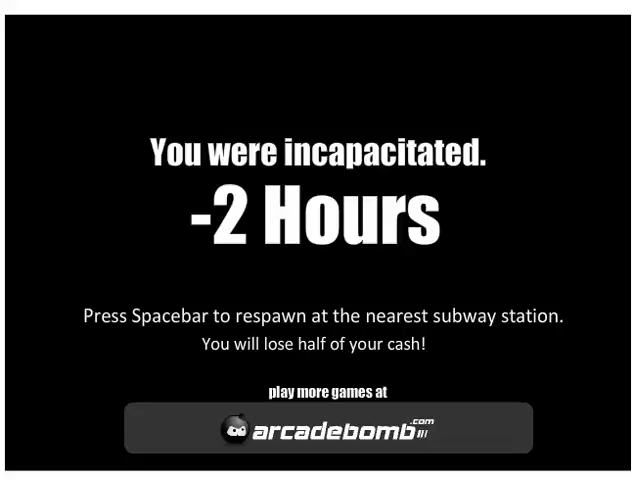 You were incapacitated.
-2 Hours
Press Spacebar to respawn at the nearest subway station.
You will lose half of your cash!
play more games at
arcadebomb.com